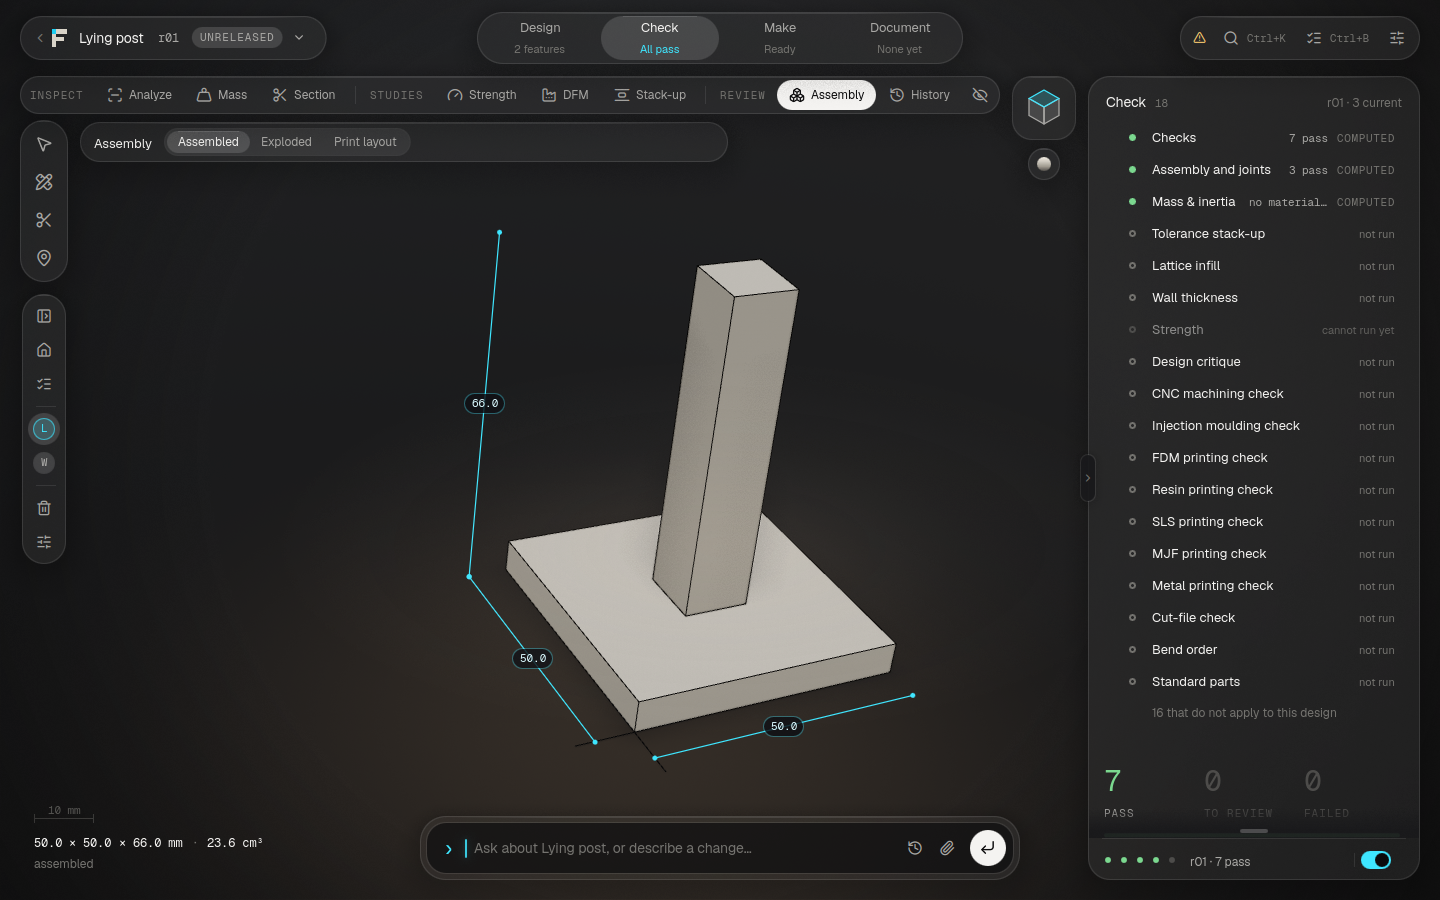 Lying post r01 UNRELEASED
Design
2 features
Check
All pass
Make
Ready
Document
None yet
Ctrl+K
Ctrl+B
INSPECT Analyze Mass Section STUDIES Strength DFM Stack-up REVIEW Assembly History
Assembly Assembled Exploded Print layout
L
W
66.0
50.0
50.0
10 mm
50.0 × 50.0 × 66.0 mm · 23.6 cm³
assembled
› Ask about Lying post, or describe a change…
Check 18 r01 · 3 current
Checks 7 pass COMPUTED
Assembly and joints 3 pass COMPUTED
Mass & inertia no material… COMPUTED
Tolerance stack-up not run
Lattice infill not run
Wall thickness not run
Strength cannot run yet
Design critique not run
CNC machining check not run
Injection moulding check not run
FDM printing check not run
Resin printing check not run
SLS printing check not run
MJF printing check not run
Metal printing check not run
Cut-file check not run
Bend order not run
Standard parts not run
16 that do not apply to this design
7 0 0
PASS TO REVIEW FAILED
r01 · 7 pass